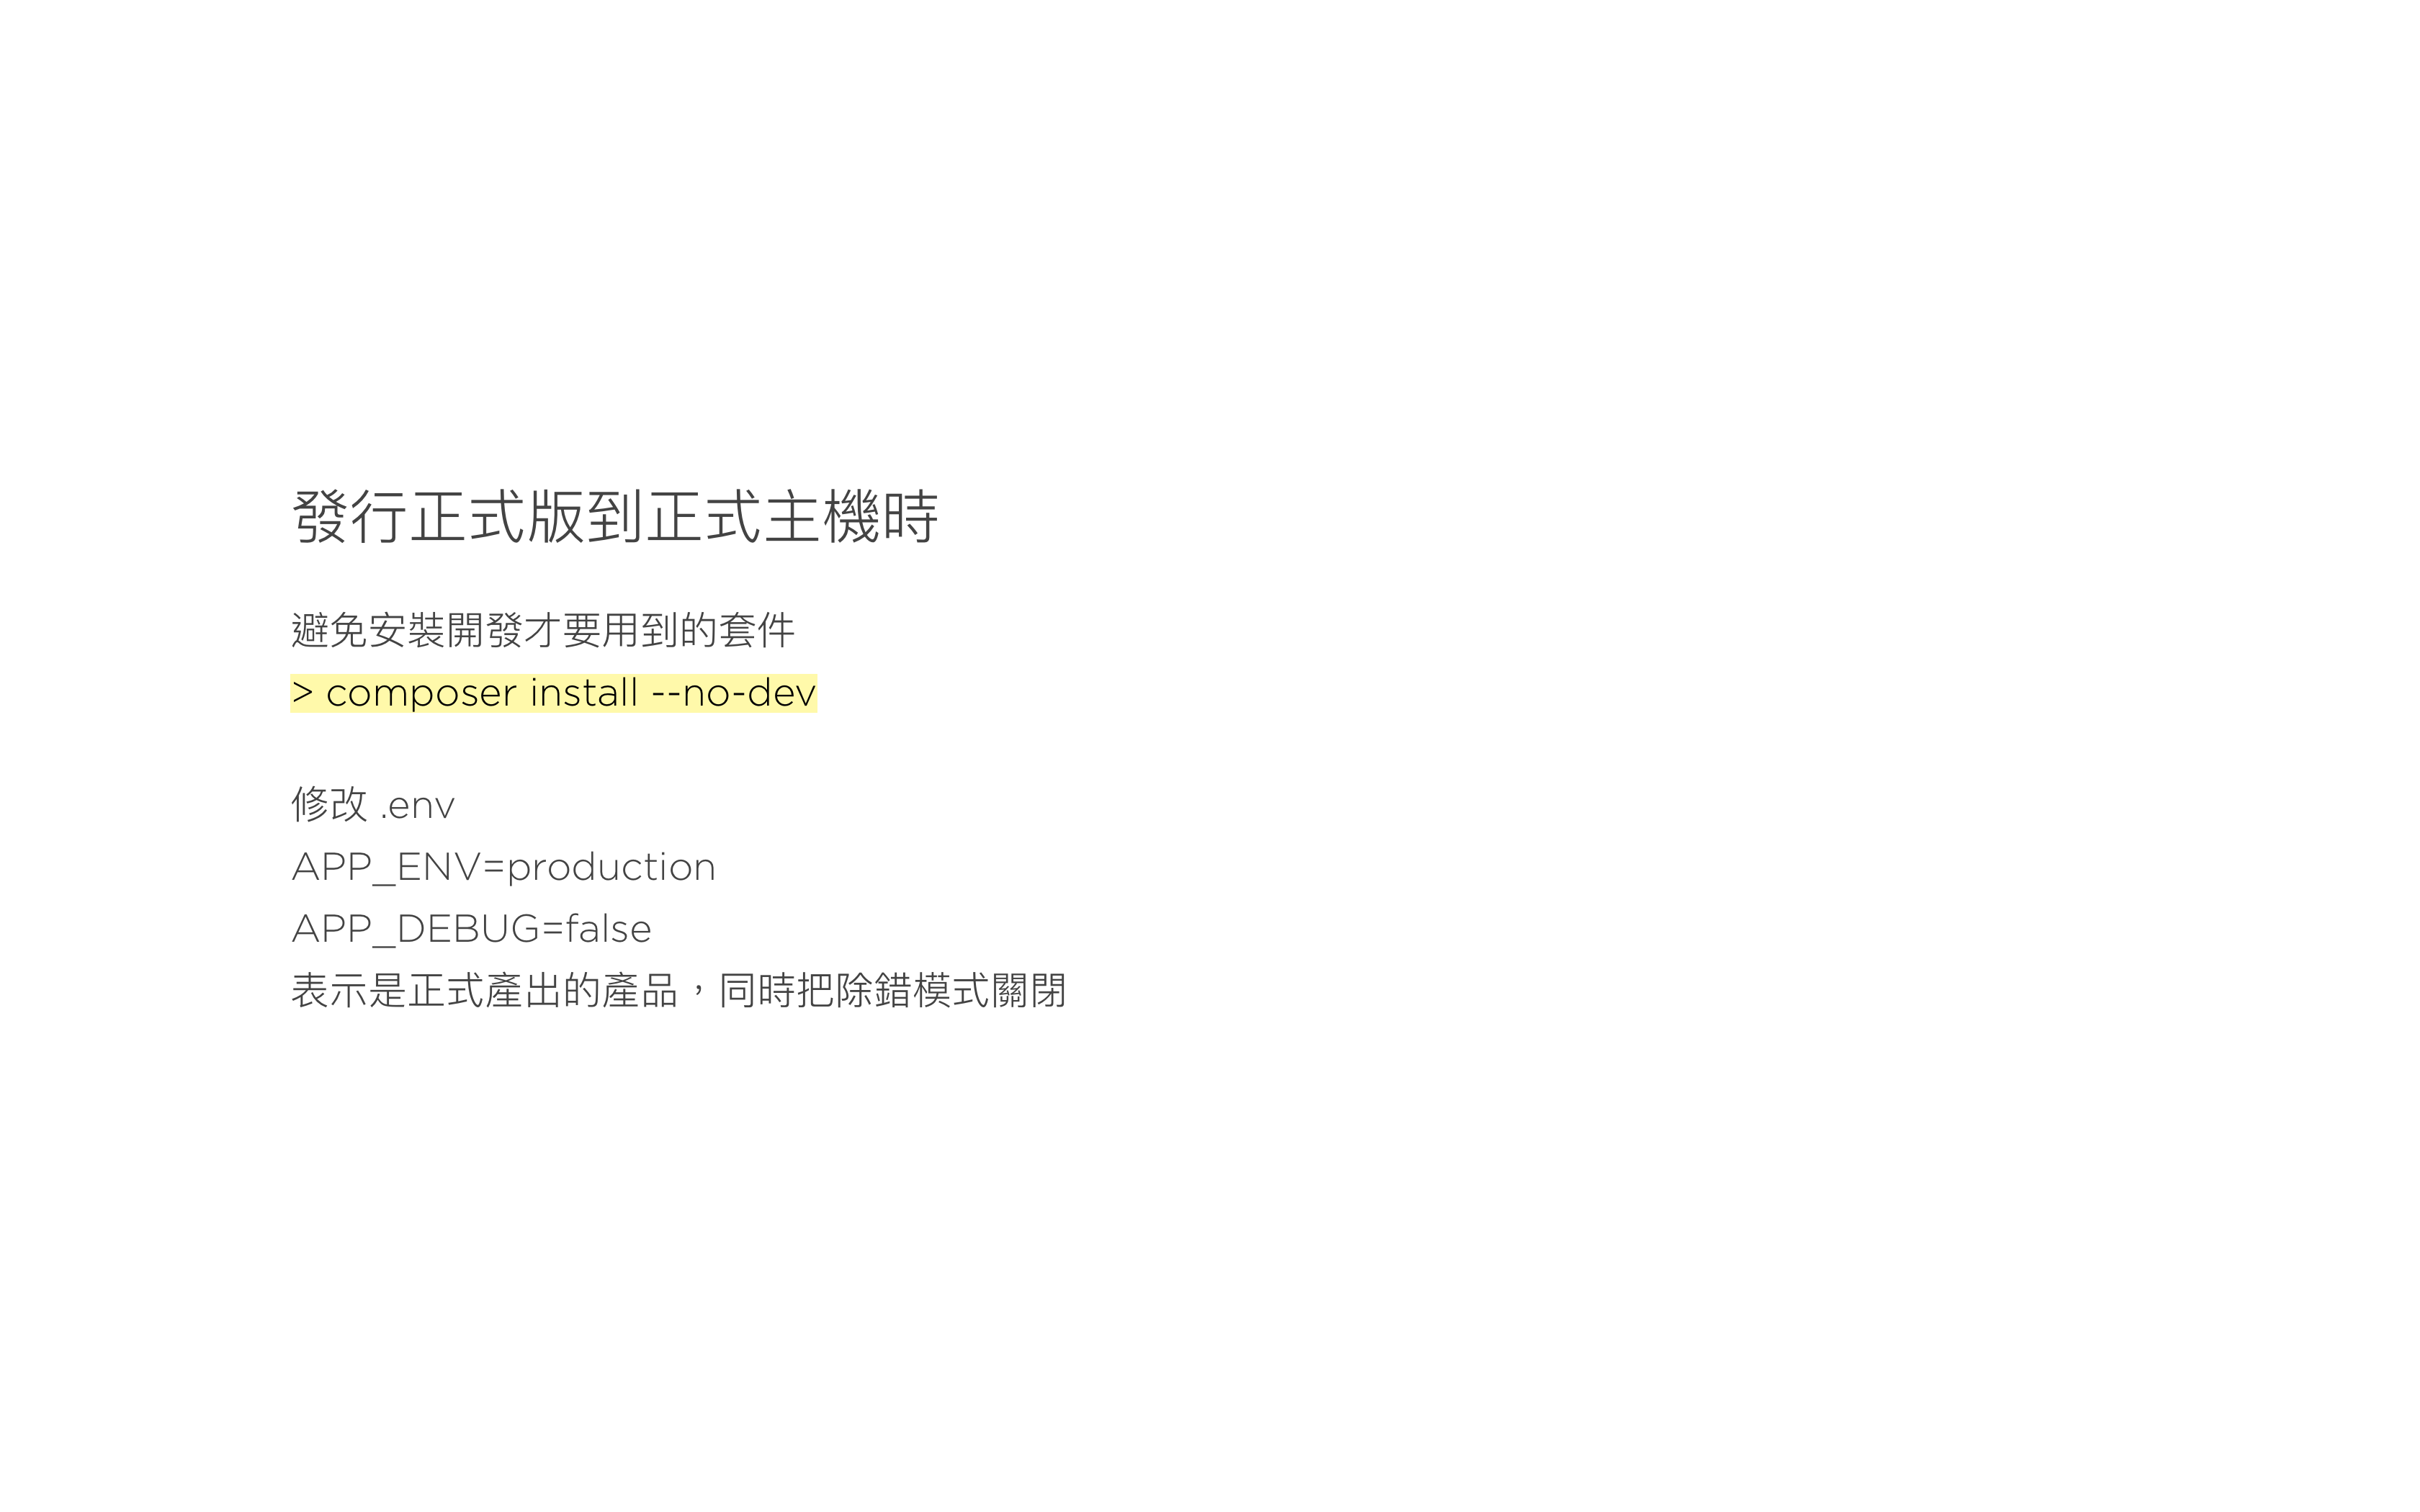 發行正式版到正式主機時
避免安裝開發才要用到的套件
> composer install --no-dev
修改 .env
APP_ENV=production
APP_DEBUG=false
表示是正式產出的產品，同時把除錯模式關閉